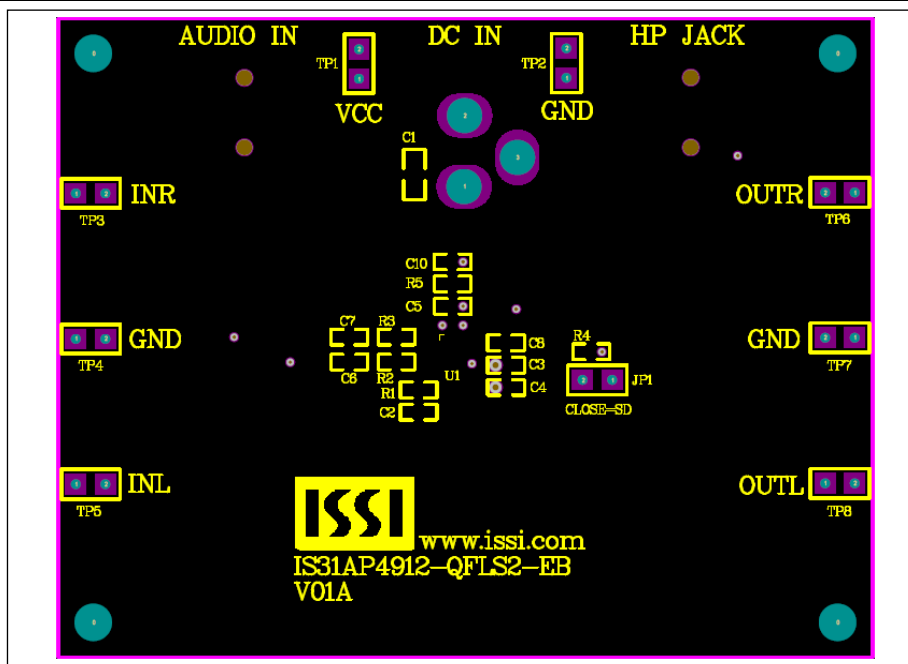 AUDIO IN DC IN HP JACK
TP1 TP2
VCC GND
C1
INR OUTR
TP3 TP6
C10
R5
C5
C7 R3 C8 R4
GND GND
TP4 TP7
C6 R2 U1 C3 JP1
R1 C4
C2 CLOSE-SD
INL OUTL
TP5 TP8
ISSI www.issi.com
IS31AP4912-QFLS2-EB
V01A